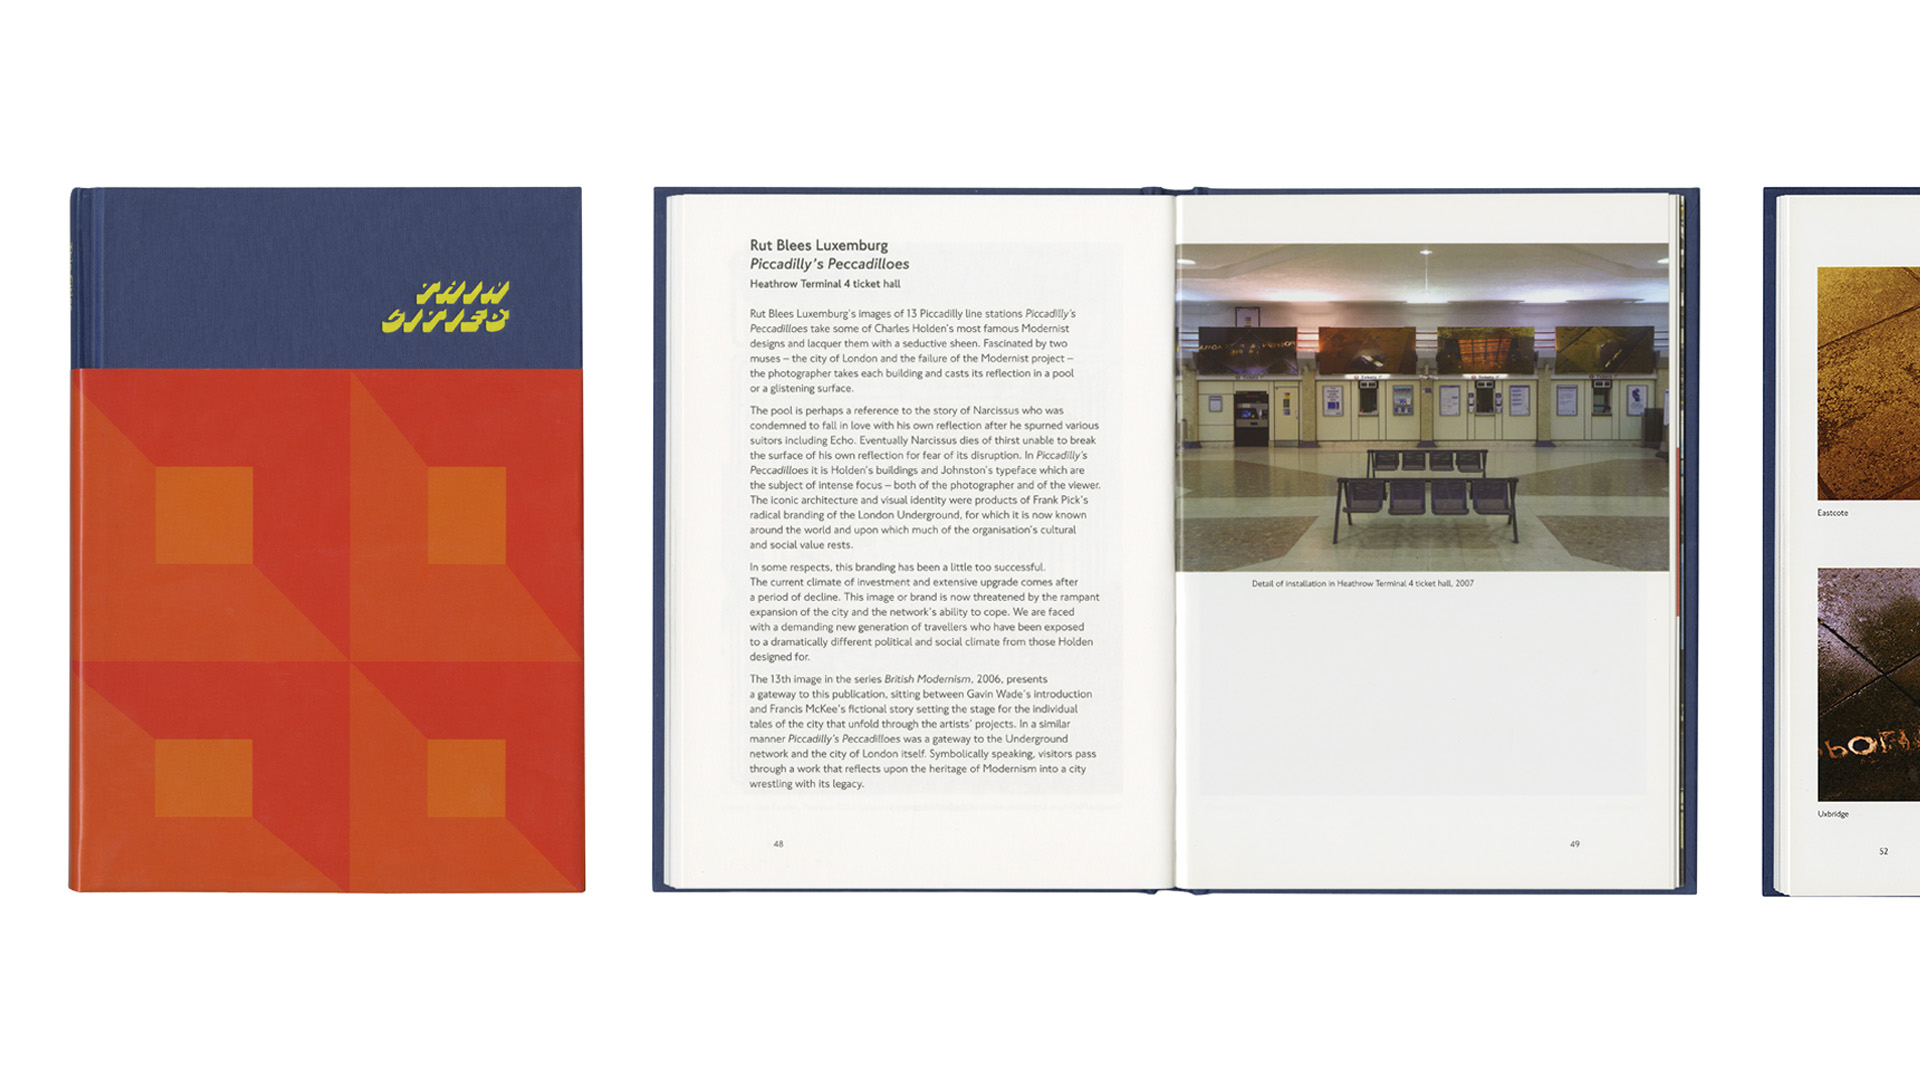 THIN
CITIES
Rut Blees Luxemburg
Piccadilly's Peccadilloes
Heathrow Terminal 4 ticket hall
Rut Blees Luxemburg's images of 13 Piccadilly line stations Piccadilly's
Peccadilloes take some of Charles Holden's most famous Modernist
designs and lacquer them with a seductive sheen. Fascinated by two
muses – the city of London and the failure of the Modernist project –
the photographer takes each building and casts its reflection in a pool
or a glistening surface.
The pool is perhaps a reference to the story of Narcissus who was
condemned to fall in love with his own reflection after he spurned various
suitors including Echo. Eventually Narcissus dies of thirst unable to break
the surface of his own reflection for fear of its disruption. In Piccadilly's
Peccadilloes it is Holden's buildings and Johnston's typeface which are
the subject of intense focus – both of the photographer and of the viewer.
The iconic architecture and visual identity were products of Frank Pick's
radical branding of the London Underground, for which it is now known
around the world and upon which much of the organisation's cultural
and social value rests.
In some respects, this branding has been a little too successful.
The current climate of investment and extensive upgrade comes after
a period of decline. This image or brand is now threatened by the rampant
expansion of the city and the network's ability to cope. We are faced
with a demanding new generation of travellers who have been exposed
to a dramatically different political and social climate from those Holden
designed for.
The 13th image in the series British Modernism, 2006, presents
a gateway to this publication, sitting between Gavin Wade's introduction
and Francis McKee's fictional story setting the stage for the individual
tales of the city that unfold through the artists' projects. In a similar
manner Piccadilly's Peccadilloes was a gateway to the Underground
network and the city of London itself. Symbolically speaking, visitors pass
through a work that reflects upon the heritage of Modernism into a city
wrestling with its legacy.
48
Detail of installation in Heathrow Terminal 4 ticket hall, 2007
49
Eastcote
Uxbridge
52